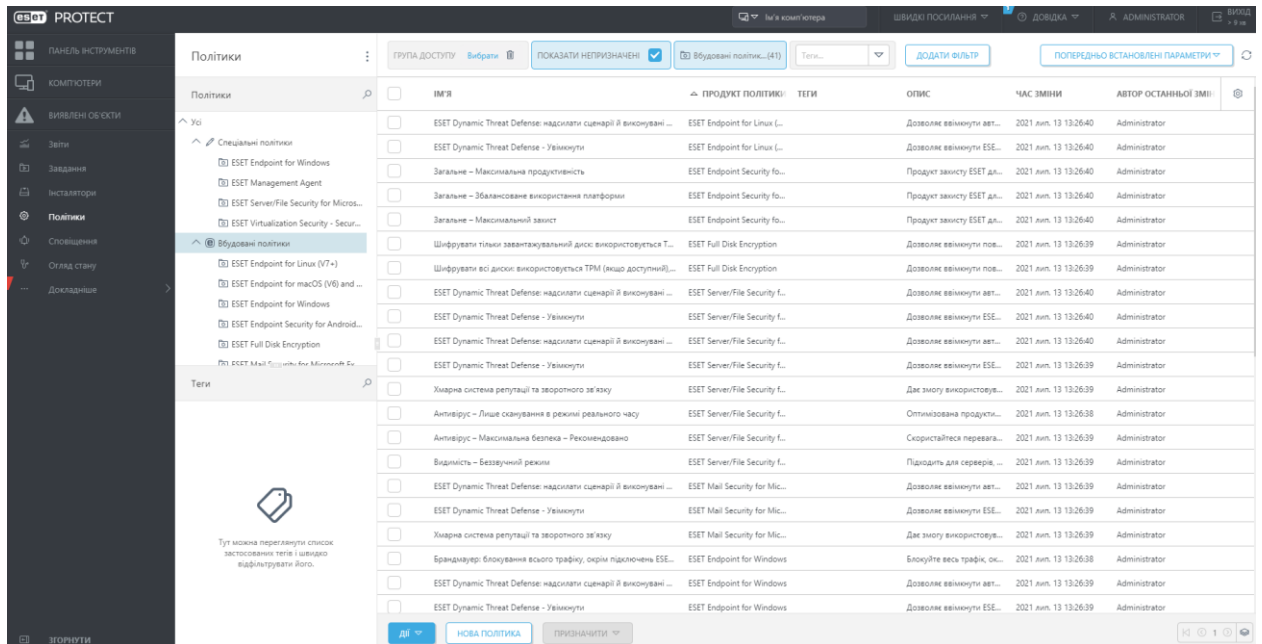 eset PROTECT Ім'я комп'ютера ШВИДКІ ПОСИЛАННЯ ДОВІДКА ADMINISTRATOR ВИХІД
> 9 хв
ПАНЕЛЬ ІНСТРУМЕНТІВ
КОМП'ЮТЕРИ
ВИЯВЛЕНІ ОБ'ЄКТИ
Звіти
Завдання
Інсталятори
Політики
Сповіщення
Огляд стану
Докладніше
ЗГОРНУТИ
Політики
Політики
Усі
Спеціальні політики
ESET Endpoint for Windows
ESET Management Agent
ESET Server/File Security for Micros...
ESET Virtualization Security - Secur...
Вбудовані політики
ESET Endpoint for Linux (V7+)
ESET Endpoint for macOS (V6) and ...
ESET Endpoint for Windows
ESET Endpoint Security for Android...
ESET Full Disk Encryption
ESET Mail Security for Microsoft Ex...
Теги
Тут можна переглянути список
застосованих тегів і швидко
відфільтрувати його.
ГРУПА ДОСТУПУ Вибрати ПОКАЗАТИ НЕПРИЗНАЧЕНІ Вбудовані політик...(41) Теги... ДОДАТИ ФІЛЬТР ПОПЕРЕДНЬО ВСТАНОВЛЕНІ ПАРАМЕТРИ
ІМ'Я ПРОДУКТ ПОЛІТИКИ ТЕГИ ОПИС ЧАС ЗМІНИ АВТОР ОСТАННЬОЇ ЗМІН
ESET Dynamic Threat Defense: надсилати сценарії й виконувані ... ESET Endpoint for Linux (... Дозволяє ввімкнути авт... 2021 лип. 13 13:26:40 Administrator
ESET Dynamic Threat Defense - Увімкнути ESET Endpoint for Linux (... Дозволяє ввімкнути ESE... 2021 лип. 13 13:26:40 Administrator
Загальне – Максимальна продуктивність ESET Endpoint Security fo... Продукт захисту ESET дл... 2021 лип. 13 13:26:40 Administrator
Загальне – Збалансоване використання платформи ESET Endpoint Security fo... Продукт захисту ESET дл... 2021 лип. 13 13:26:40 Administrator
Загальне – Максимальний захист ESET Endpoint Security fo... Продукт захисту ESET дл... 2021 лип. 13 13:26:40 Administrator
Шифрувати тільки завантажувальний диск: використовується Т... ESET Full Disk Encryption Дозволяє ввімкнути пов... 2021 лип. 13 13:26:39 Administrator
Шифрувати всі диски: використовується TPM (якщо доступний),... ESET Full Disk Encryption Дозволяє ввімкнути пов... 2021 лип. 13 13:26:39 Administrator
ESET Dynamic Threat Defense: надсилати сценарії й виконувані ... ESET Server/File Security f... Дозволяє ввімкнути авт... 2021 лип. 13 13:26:40 Administrator
ESET Dynamic Threat Defense - Увімкнути ESET Server/File Security f... Дозволяє ввімкнути ESE... 2021 лип. 13 13:26:40 Administrator
ESET Dynamic Threat Defense: надсилати сценарії й виконувані ... ESET Server/File Security f... Дозволяє ввімкнути авт... 2021 лип. 13 13:26:39 Administrator
ESET Dynamic Threat Defense - Увімкнути ESET Server/File Security f... Дозволяє ввімкнути ESE... 2021 лип. 13 13:26:39 Administrator
Хмарна система репутації та зворотного зв'язку ESET Server/File Security f... Дає змогу використовув... 2021 лип. 13 13:26:39 Administrator
Антивірус – Лише сканування в режимі реального часу ESET Server/File Security f... Оптимізована продукти... 2021 лип. 13 13:26:38 Administrator
Антивірус – Максимальна безпека – Рекомендовано ESET Server/File Security f... Скористайтеся перевага... 2021 лип. 13 13:26:39 Administrator
Видимість – Беззвучний режим ESET Server/File Security f... Підходить для серверів, ... 2021 лип. 13 13:26:39 Administrator
ESET Dynamic Threat Defense: надсилати сценарії й виконувані ... ESET Mail Security for Mic... Дозволяє ввімкнути авт... 2021 лип. 13 13:26:39 Administrator
ESET Dynamic Threat Defense - Увімкнути ESET Mail Security for Mic... Дозволяє ввімкнути ESE... 2021 лип. 13 13:26:39 Administrator
Хмарна система репутації та зворотного зв'язку ESET Mail Security for Mic... Дає змогу використовув... 2021 лип. 13 13:26:39 Administrator
Брандмауер: блокування всього трафіку, окрім підключень ESE... ESET Endpoint for Windows Блокуйте весь трафік, ок... 2021 лип. 13 13:26:38 Administrator
ESET Dynamic Threat Defense: надсилати сценарії й виконувані ... ESET Endpoint for Windows Дозволяє ввімкнути авт... 2021 лип. 13 13:26:39 Administrator
ESET Dynamic Threat Defense - Увімкнути ESET Endpoint for Windows Дозволяє ввімкнути ESE... 2021 лип. 13 13:26:39 Administrator
ДІЇ НОВА ПОЛІТИКА ПРИЗНАЧИТИ 1